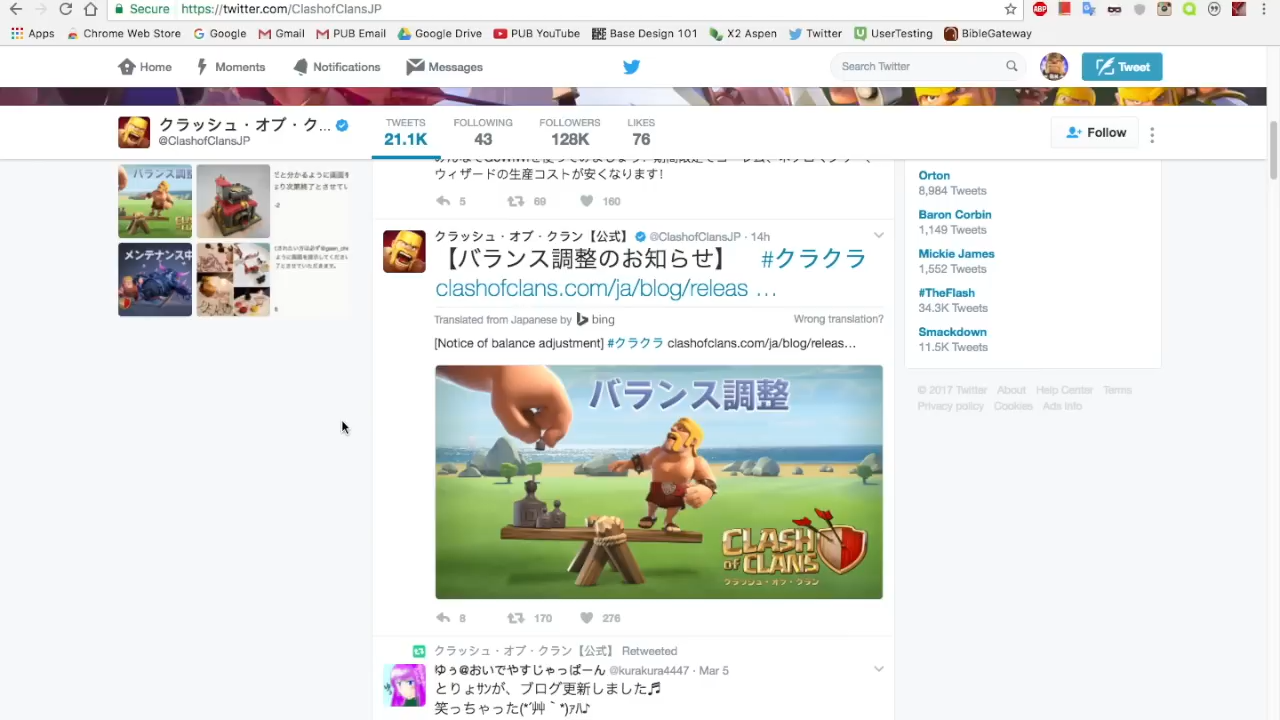 Secure https://twitter.com/ClashofClansJP
Apps Chrome Web Store Google Gmail PUB Email Google Drive PUB YouTube Base Design 101 X2 Aspen Twitter UserTesting BibleGateway
Home Moments Notifications Messages Search Twitter Tweet
クラッシュ・オブ・ク...
@ClashofClansJP
TWEETS 21.1K
FOLLOWING 43
FOLLOWERS 128K
LIKES 76
Follow
バランス調整
メンテナンス中
ウィザードの生産コストが安くなります!
5 69 160
クラッシュ・オブ・クラン【公式】 @ClashofClansJP · 14h
【バランス調整のお知らせ】 #クラクラ
clashofclans.com/ja/blog/releas …
Translated from Japanese by bing Wrong translation?
[Notice of balance adjustment] #クラクラ clashofclans.com/ja/blog/releas…
バランス調整
CLASH
OF CLANS
クラッシュ・オブ・クラン
8 170 276
クラッシュ・オブ・クラン【公式】 Retweeted
ゆぅ@おいでやすじゃっぱーん @kurakura4447 · Mar 5
とりょｻﾝが、ブログ更新しました♬
笑っちゃった(*´艸｀*)ｧﾊ♪
Orton
8,984 Tweets
Baron Corbin
1,149 Tweets
Mickie James
1,552 Tweets
#TheFlash
34.3K Tweets
Smackdown
11.5K Tweets
© 2017 Twitter About Help Center Terms
Privacy policy Cookies Ads info